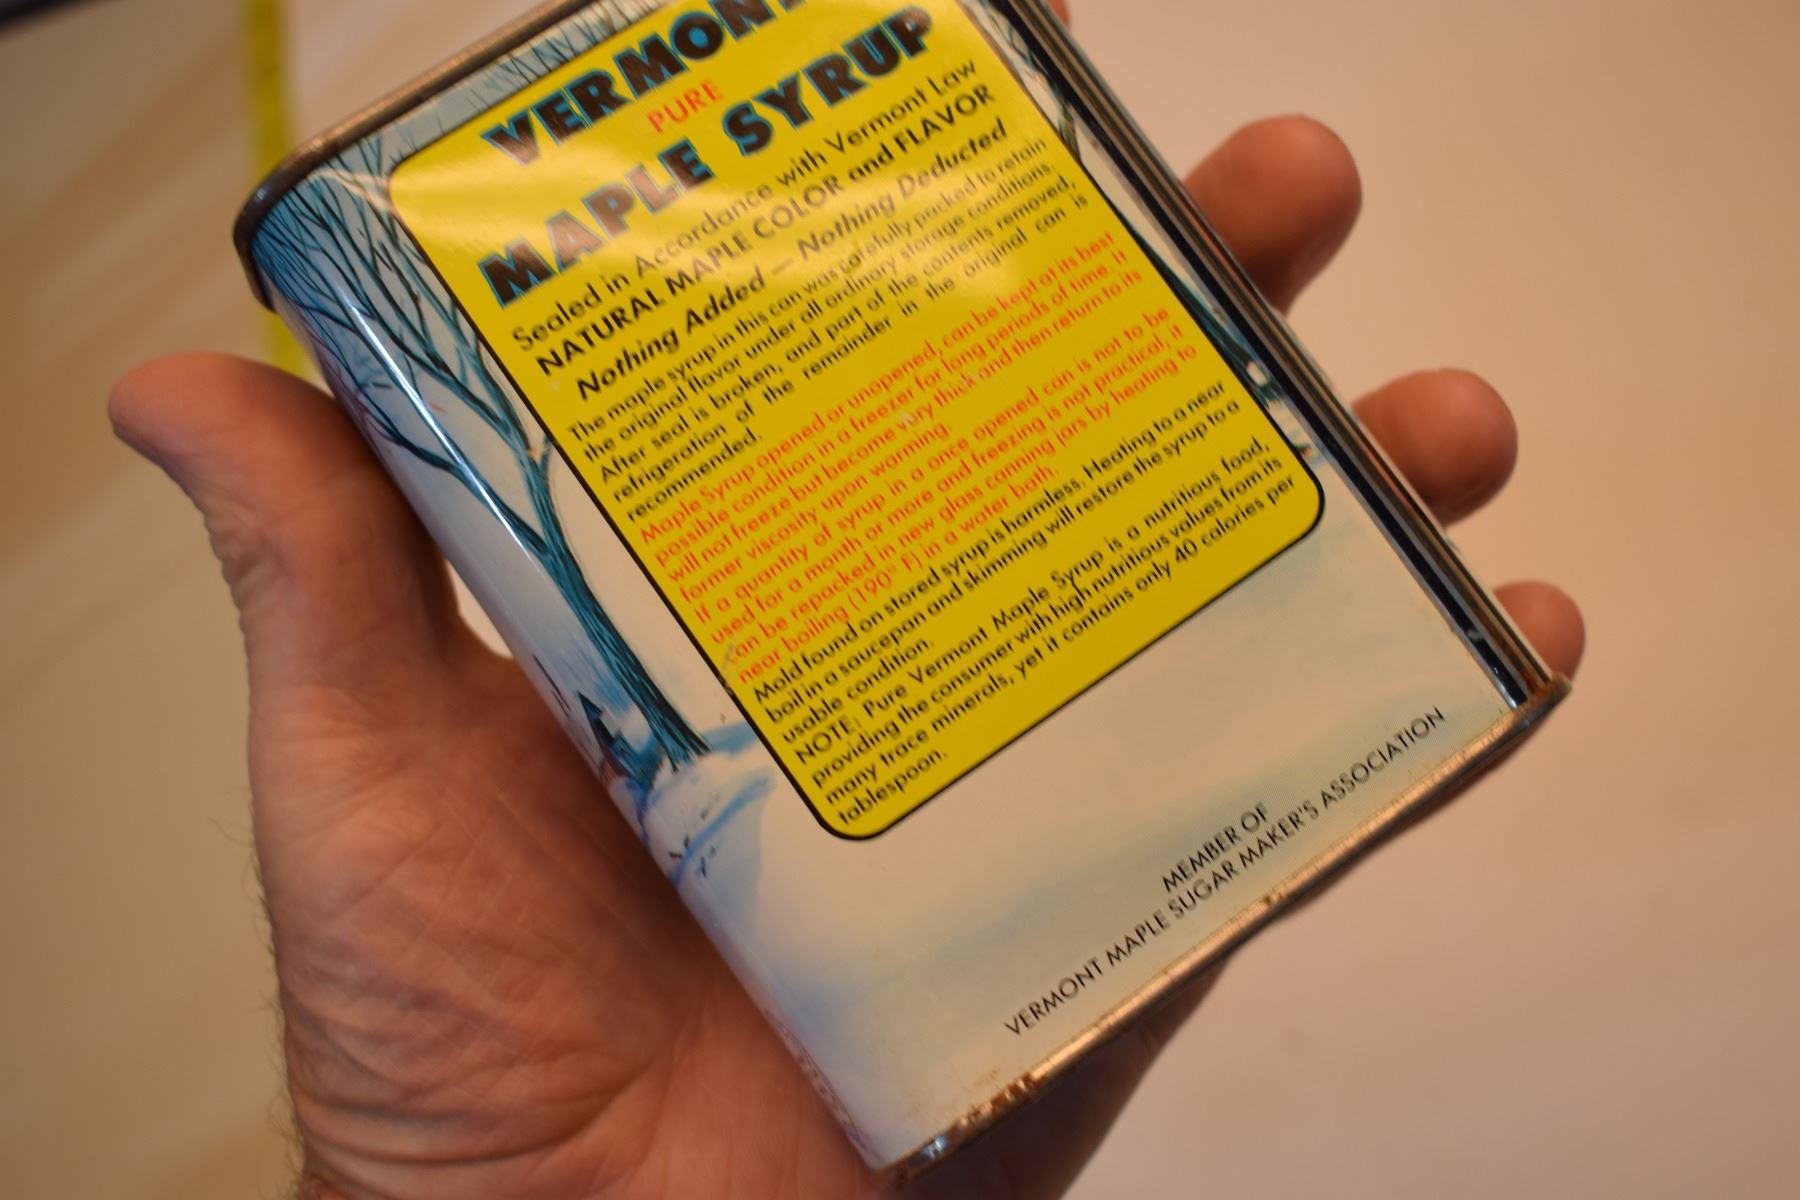 VERMONT
PURE
MAPLE SYRUP
Sealed in Accordance with Vermont Law
NATURAL MAPLE COLOR and FLAVOR
Nothing Added — Nothing Deducted
The maple syrup in this can was carefully packed to retain
the original flavor under all ordinary storage conditions.
After seal is broken, and part of the contents removed,
refrigeration of the remainder in the original can is
recommended.
Maple Syrup opened or unopened, can be kept at its best
possible condition in a freezer for long periods of time. It
will not freeze but become very thick and then return to its
former viscosity upon warming.
If a quantity of syrup in a once opened can is not to be
used for a month or more and freezing is not practical, it
can be repacked in new glass canning jars by heating to
near boiling (190° F) in a water bath.
Mold found on stored syrup is harmless. Heating to a near
boil in a saucepan and skimming will restore the syrup to a
usable condition.
NOTE: Pure Vermont Maple Syrup is a nutritious food,
providing the consumer with high nutritious values from its
many trace minerals, yet it contains only 40 calories per
tablespoon.
MEMBER OF
VERMONT MAPLE SUGAR MAKER'S ASSOCIATION